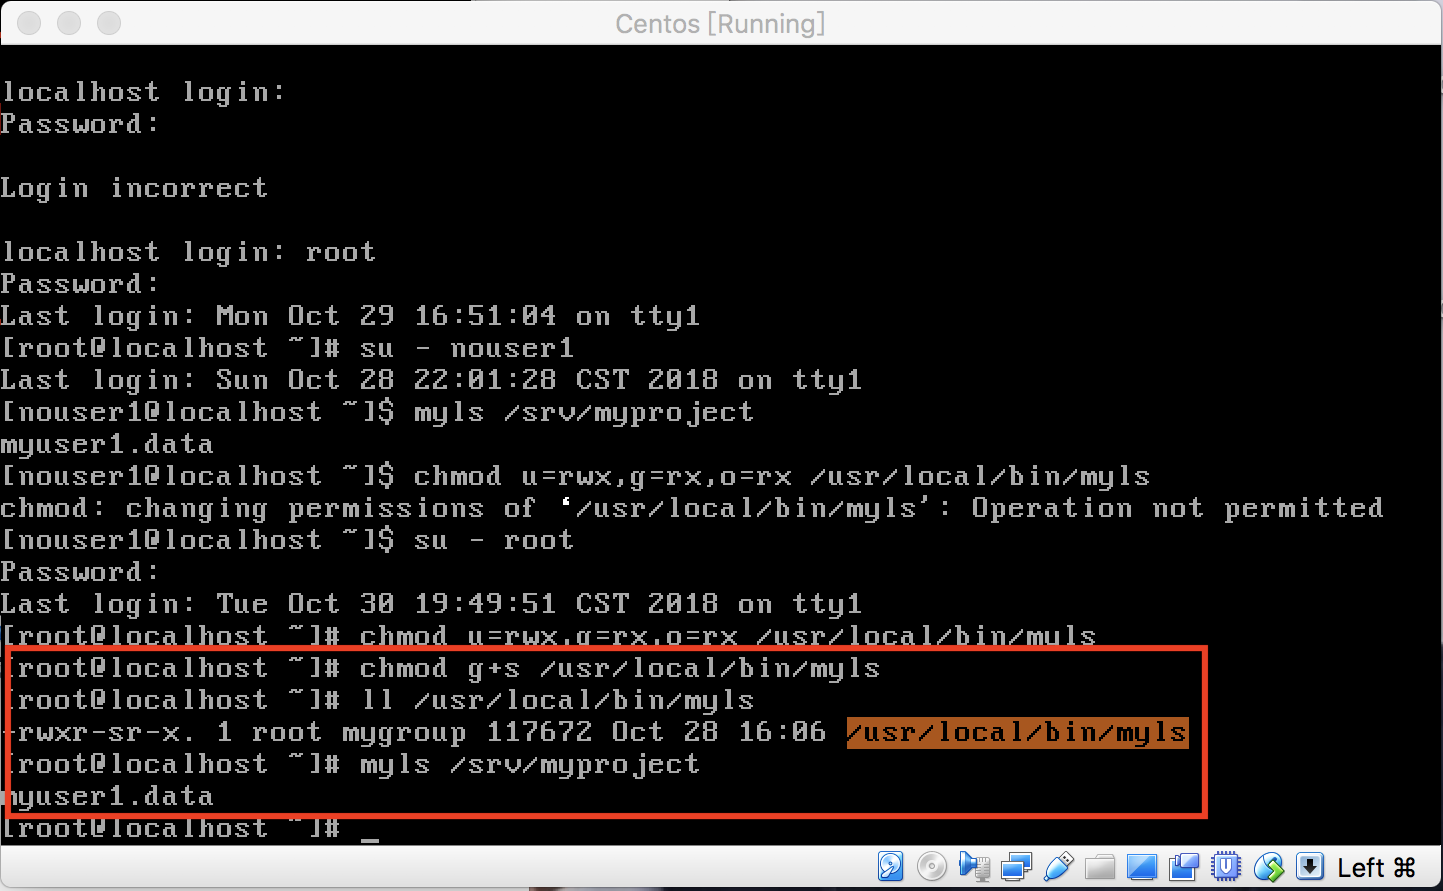 Centos [Running]
localhost login:
Password:
Login incorrect
localhost login: root
Password:
Last login: Mon Oct 29 16:51:04 on tty1
[root@localhost ~]# su - nouser1
Last login: Sun Oct 28 22:01:28 CST 2018 on tty1
[nouser1@localhost ~]$ myls /srv/myproject
myuser1.data
[nouser1@localhost ~]$ chmod u=rwx,g=rx,o=rx /usr/local/bin/myls
chmod: changing permissions of ‘/usr/local/bin/myls’: Operation not permitted
[nouser1@localhost ~]$ su - root
Password:
Last login: Tue Oct 30 19:49:51 CST 2018 on tty1
[root@localhost ~]# chmod u=rwx,g=rx,o=rx /usr/local/bin/myls
[root@localhost ~]# chmod g+s /usr/local/bin/myls
[root@localhost ~]# ll /usr/local/bin/myls
-rwxr-sr-x. 1 root mygroup 117672 Oct 28 16:06 /usr/local/bin/myls
[root@localhost ~]# myls /srv/myproject
myuser1.data
[root@localhost ~]# _
Left ⌘